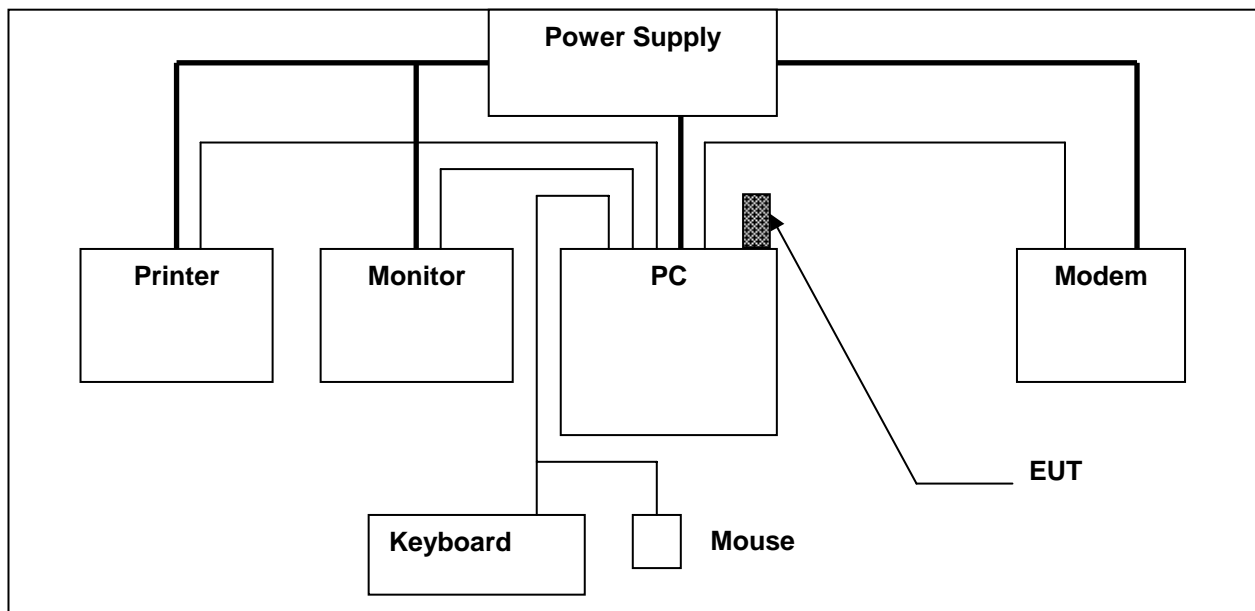 Power Supply
Printer
Monitor
PC
Modem
EUT
Keyboard
Mouse